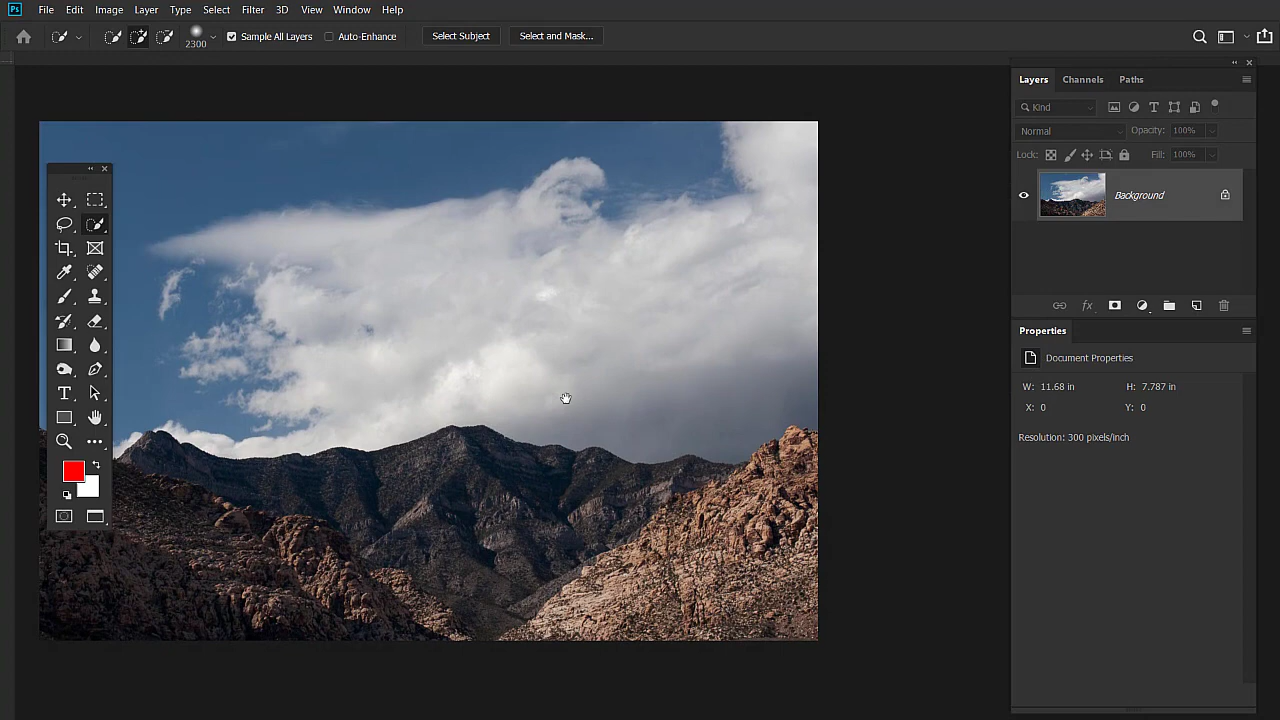 Ps File Edit Image Layer Type Select Filter 3D View Window Help
2300 Sample All Layers Auto-Enhance Select Subject Select and Mask...
Layers Channels Paths
Kind
Normal Opacity: 100%
Lock: Fill: 100%
Background
fx
Properties
Document Properties
W: 11.68 in H: 7.787 in
X: 0 Y: 0
Resolution: 300 pixels/inch